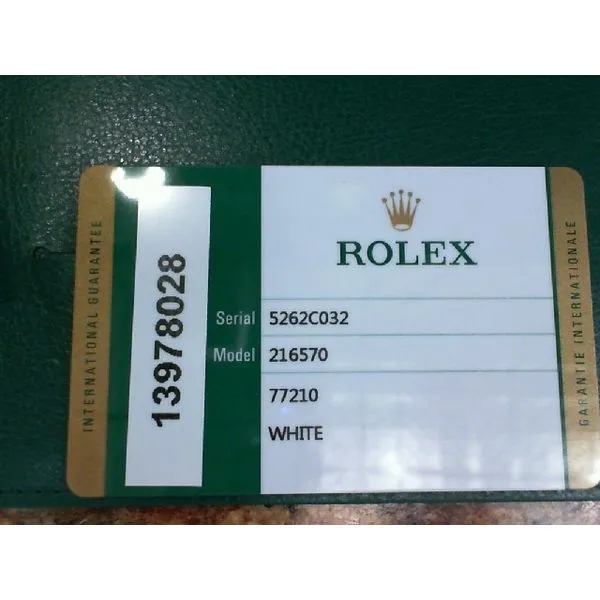 INTERNATIONAL GUARANTEE
13978028
ROLEX
Serial 5262C032
Model 216570
77210
WHITE
GARANTIE INTERNATIONALE